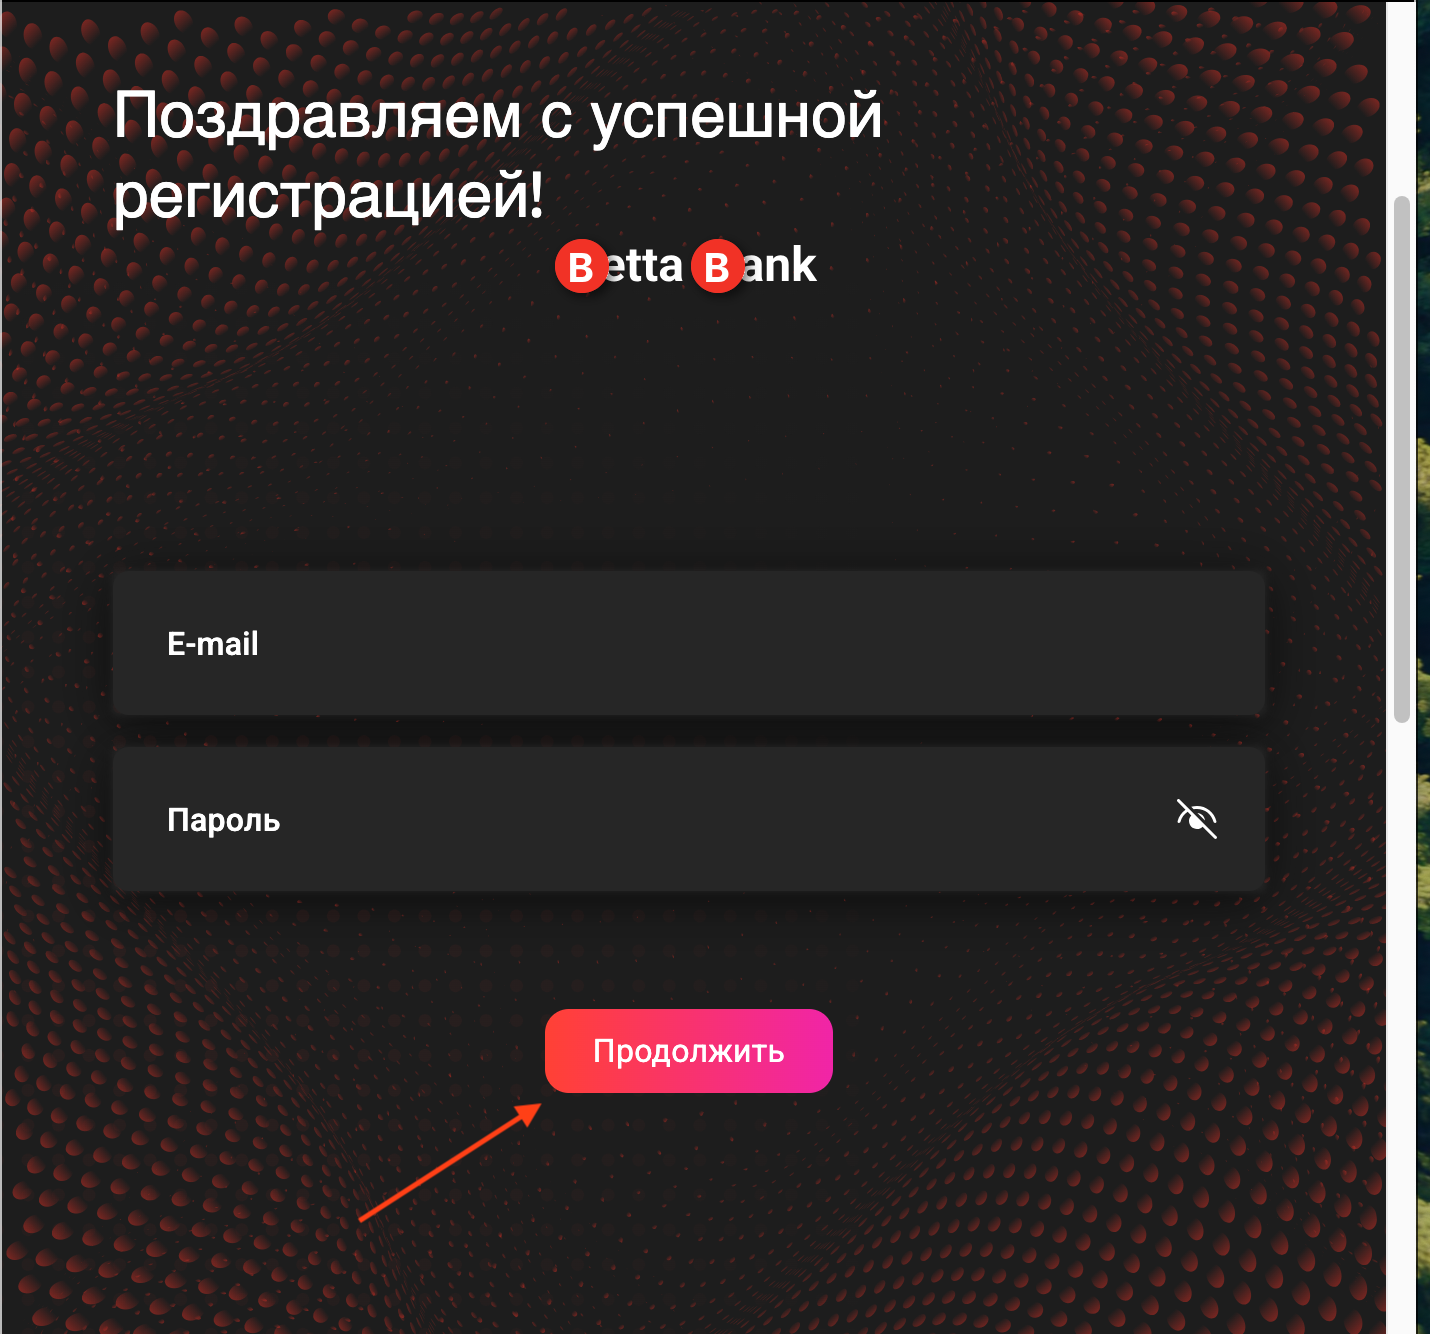 Поздравляем с успешной
регистрацией!
Betta Bank
E-mail
Пароль
Продолжить